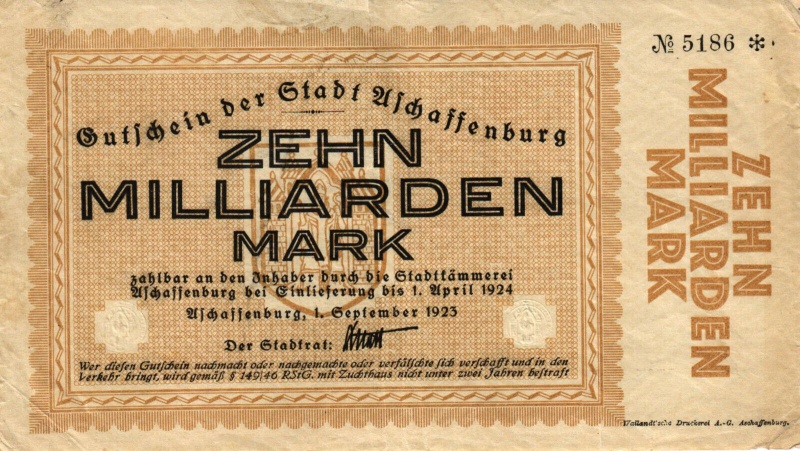 № 5186 *
Gutschein der Stadt Aschaffenburg
ZEHN
MILLIARDEN
MARK
zahlbar an den Inhaber durch die Stadtkämmerei
Aschaffenburg bei Einlieferung bis 1. April 1924
Aschaffenburg, 1. September 1923
Der Stadtrat:
Wer diesen Gutschein nachmacht oder nachgemachte oder verfälschte sich verschafft und in den
Verkehr bringt, wird gemäß § 149/46 RStG. mit Zuchthaus nicht unter zwei Jahren bestraft
ZEHN
MILLIARDEN
MARK
Wailandt'sche Druckerei A.-G. Aschaffenburg.